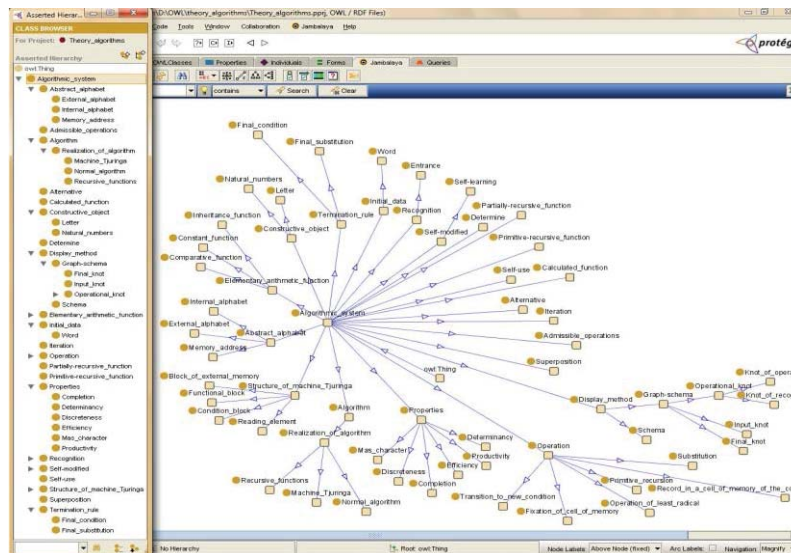 Asserted Hierar...
CLASS BROWSER
For Project: Theory_algorithms
Asserted Hierarchy
owl:Thing
Algorithmic_system
Abstract_alphabet
External_alphabet
Internal_alphabet
Memory_address
Admissible_operations
Algorithm
Realization_of_algorithm
Machine_Tjuringa
Normal_algorithm
Recursive_functions
Alternative
Calculated_function
Constructive_object
Letter
Natural_numbers
Determine
Display_method
Graph-schema
Final_knot
Input_knot
Operational_knot
Schema
Elementary_arithmetic_function
Initial_data
Word
Iteration
Operation
Partially-recursive_function
Primitive-recursive_function
Properties
Completion
Determinancy
Discreteness
Efficiency
Mas_character
Productivity
Recognition
Self-modified
Self-use
Structure_of_machine_Tjuringa
Superposition
Termination_rule
Final_condition
Final_substitution
\D:\OWL\theory_algorithms\Theory_algorithms.pprj, OWL / RDF Files)
Code Tools Window Collaboration Jambalaya Help
protég
OWLClasses Properties Individuals Forms Jambalaya Queries
contains Search Clear
Final_condition
Final_substitution
Word
Entrance
Natural_numbers
Letter
Self-learning
Initial_data
Inheritance_function
Termination_rule
Recognition
Partially-recursive_function
Determine
Constant_function
Constructive_object
Self-modified
Primitive-recursive_function
Comparative_function
Elementary_arithmetic_function
Self-use
Calculated_function
Internal_alphabet
Algorithmic_system
Alternative
Iteration
External_alphabet
Abstract_alphabet
Admissible_operations
Memory_address
Superposition
Block_of_external_memory
owl:Thing
Functional_block
Structure_of_machine_Tjuringa
Display_method
Graph-schema
Operational_knot
Knot_of_opera
Knot_of_recor
Condition_block
Reading_element
Algorithm
Properties
Schema
Input_knot
Final_knot
Realization_of_algorithm
Mas_character
Determinancy
Productivity
Operation
Discreteness
Efficiency
Substitution
Recursive_functions
Completion
Primitive_recursion
Machine_Tjuringa
Transition_to_new_condition
Record_in_a_cell_of_memory_of_the_co
Normal_algorithm
Operation_of_least_radical
Fixation_of_cell_of_memory
No Hierarchy Root: owl:Thing Node Labels: Above Node (fixed) Arc Labels: Navigation: Magnify